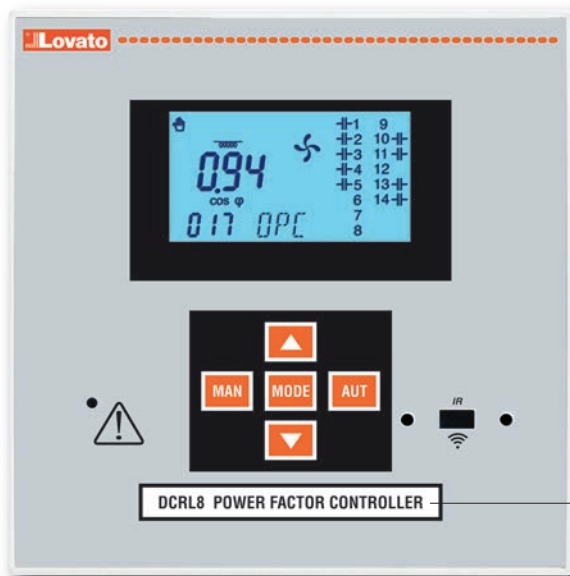 Lovato
1 9
2 10
3 11
4 12
5 13
6 14
7
8
0.94
cos φ
017 OPC
MAN MODE AUT
IR
DCRL8 POWER FACTOR CONTROLLER